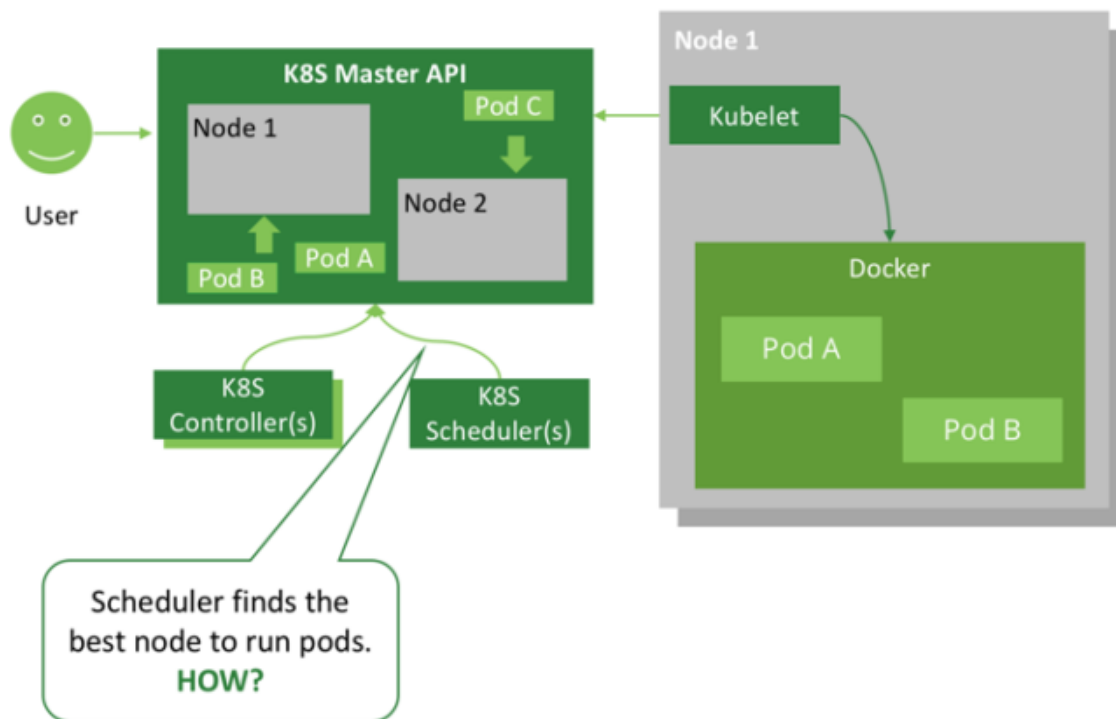 K8S Master API
Node 1
Pod C
Node 2
Pod A
Pod B
User
K8S
Controller(s)
K8S
Scheduler(s)
Scheduler finds the
best node to run pods.
HOW?
Node 1
Kubelet
Docker
Pod A
Pod B